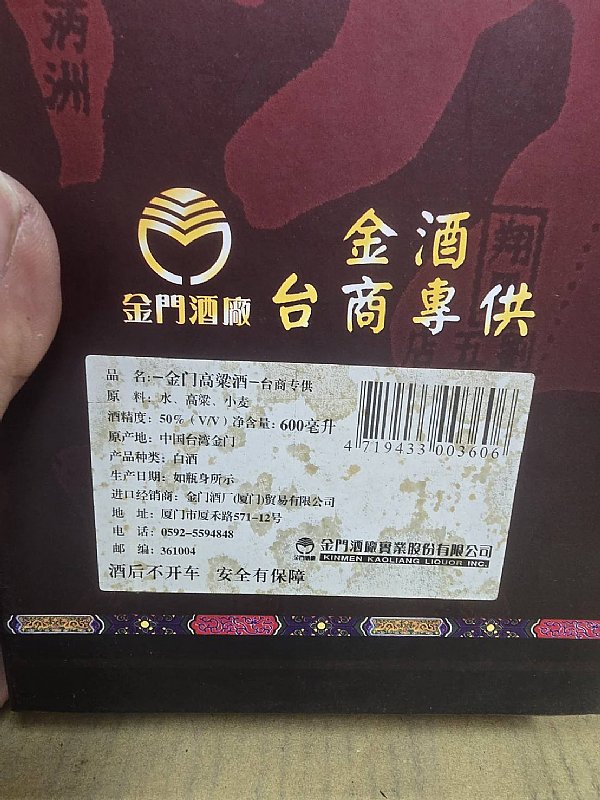 洲
金酒
台商專供
金門酒廠
翔
品 名:-金门高粱酒-台商专供
原 料: 水、高粱、小麦
酒精度: 50%（V/V）净含量: 600毫升
原产地: 中国台湾金门
产品种类: 白酒
生产日期: 如瓶身所示
进口经销商: 金门酒厂(厦门)贸易有限公司
地 址: 厦门市厦禾路571-12号
电 话: 0592-5594848
邮 编: 361004
酒后不开车 安全有保障
4 719433 003606
金門酒廠實業股份有限公司
KINMEN KAOLIANG LIQUOR INC.